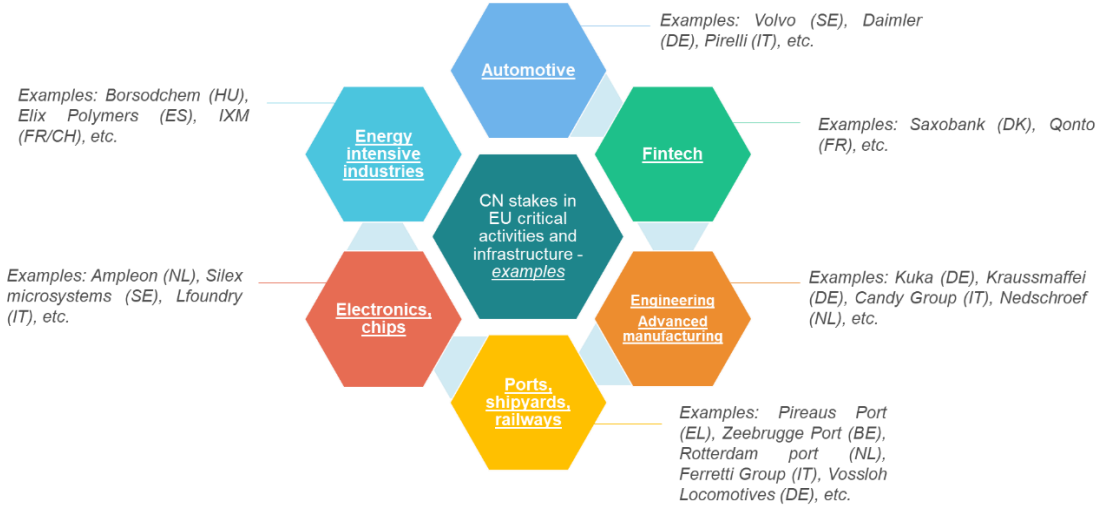 Examples: Volvo (SE), Daimler
(DE), Pirelli (IT), etc.
Automotive
Examples: Borsodchem (HU),
Elix Polymers (ES), IXM
(FR/CH), etc.
Energy
intensive
industries
Examples: Saxobank (DK), Qonto
(FR), etc.
Fintech
CN stakes in
EU critical
activities and
infrastructure -
examples
Examples: Ampleon (NL), Silex
microsystems (SE), Lfoundry
(IT), etc.
Electronics,
chips
Examples: Kuka (DE), Kraussmaffei
(DE), Candy Group (IT), Nedschroef
(NL), etc.
Engineering
Advanced
manufacturing
Ports,
shipyards,
railways
Examples: Pireaus Port
(EL), Zeebrugge Port (BE),
Rotterdam port (NL),
Ferretti Group (IT), Vossloh
Locomotives (DE), etc.